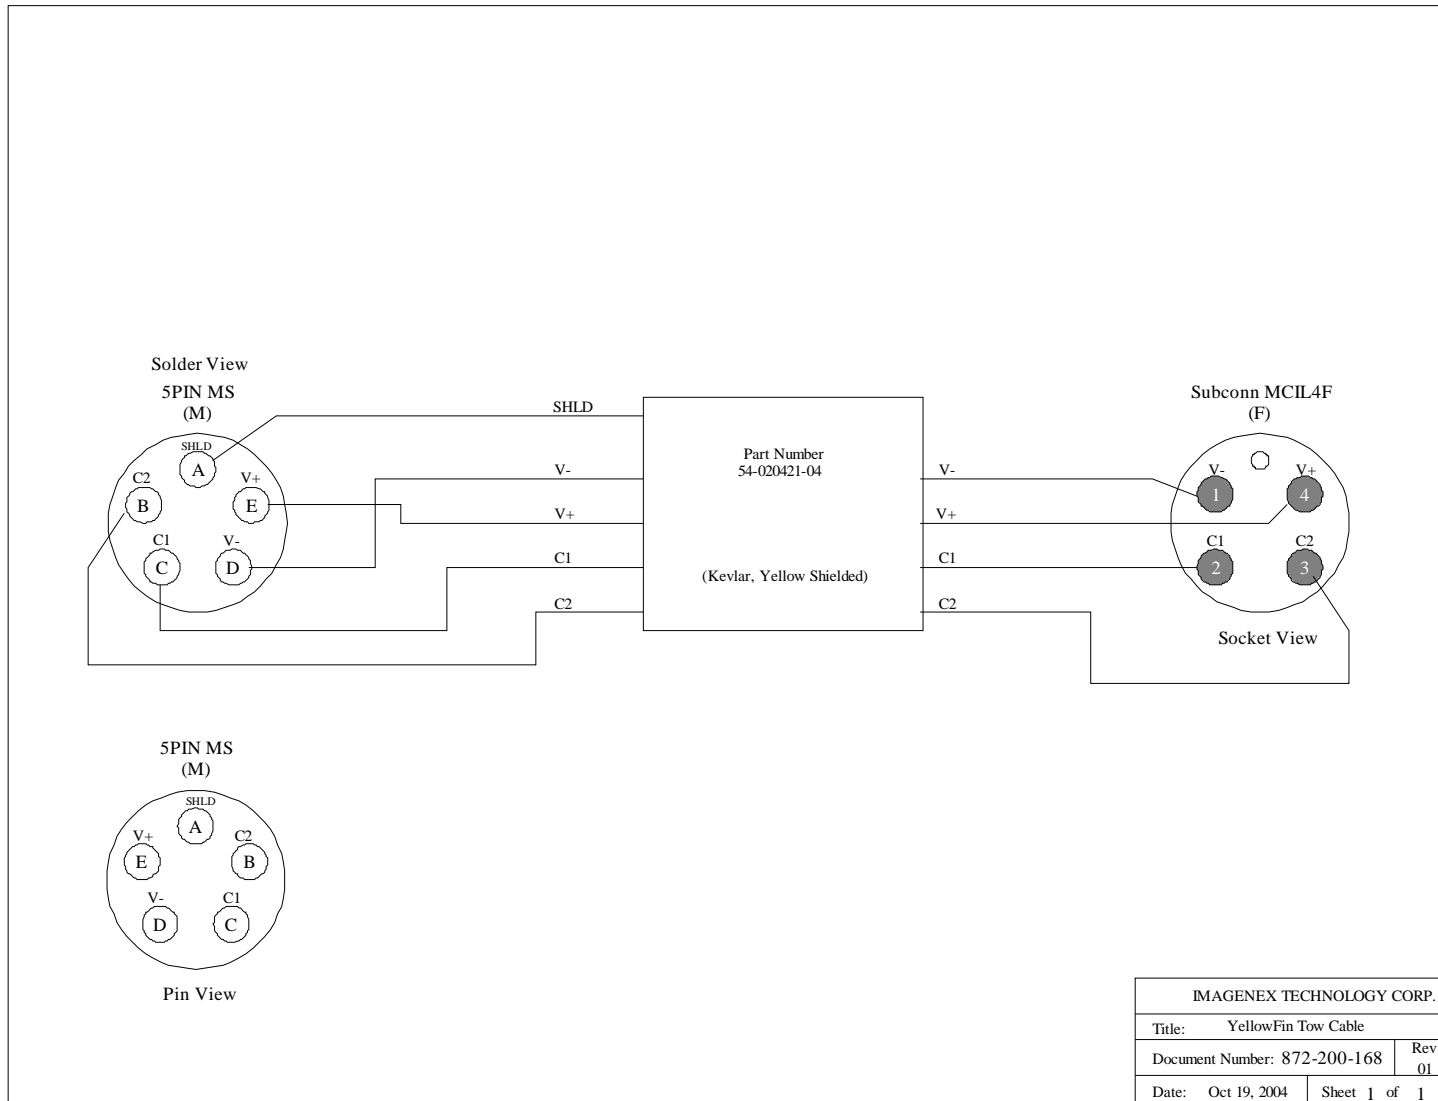 Solder View
5PIN MS
(M)
SHLD
A
C2
B
V+
E
C1
C
V-
D
SHLD
V-
V+
C1
C2
Part Number
54-020421-04
(Kevlar, Yellow Shielded)
V-
V+
C1
C2
Subconn MCIL4F
(F)
V-
1
V+
4
C1
2
C2
3
Socket View
5PIN MS
(M)
SHLD
A
V+
E
C2
B
V-
D
C1
C
Pin View
IMAGENEX TECHNOLOGY CORP.
Title: YellowFin Tow Cable
Document Number: 872-200-168
Rev
01
Date: Oct 19, 2004
Sheet 1 of 1